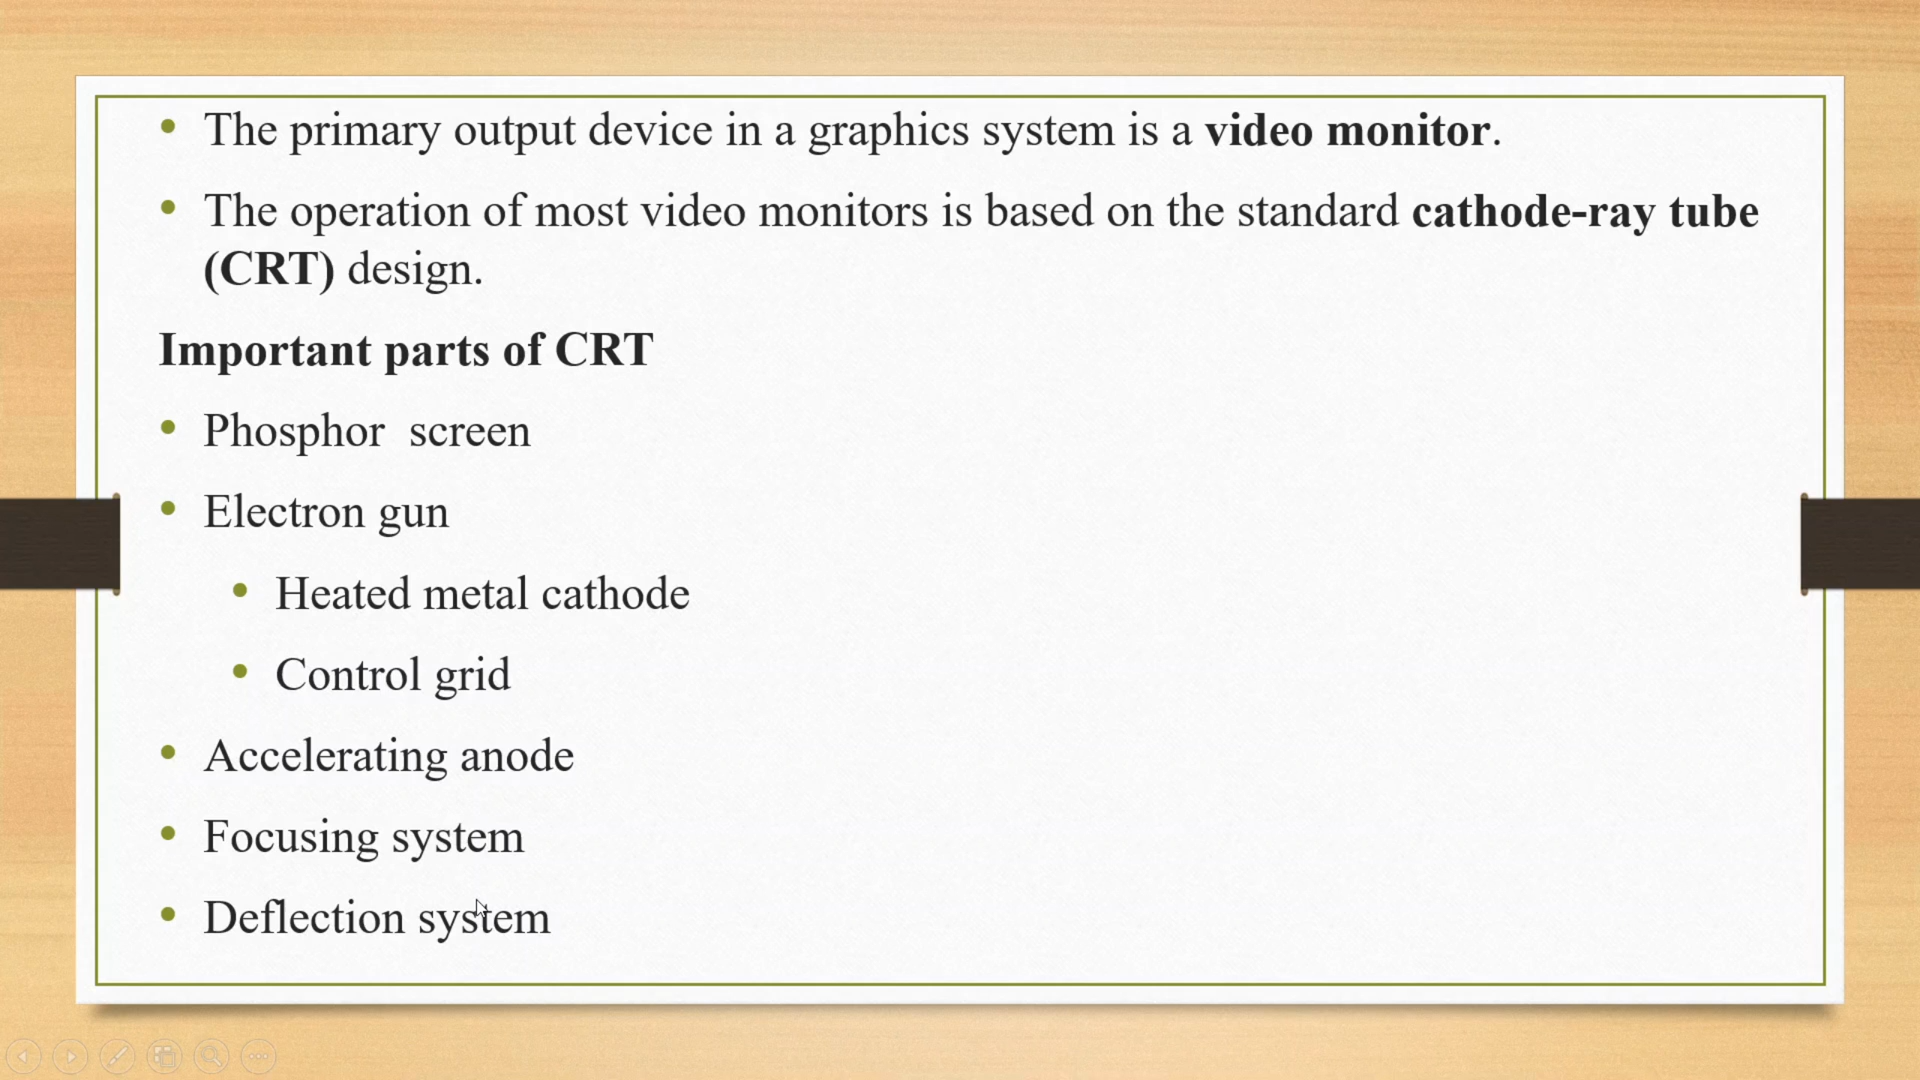 • The primary output device in a graphics system is a video monitor.
• The operation of most video monitors is based on the standard cathode-ray tube
(CRT) design.
Important parts of CRT
• Phosphor  screen
• Electron gun
• Heated metal cathode
• Control grid
• Accelerating anode
• Focusing system
• Deflection system